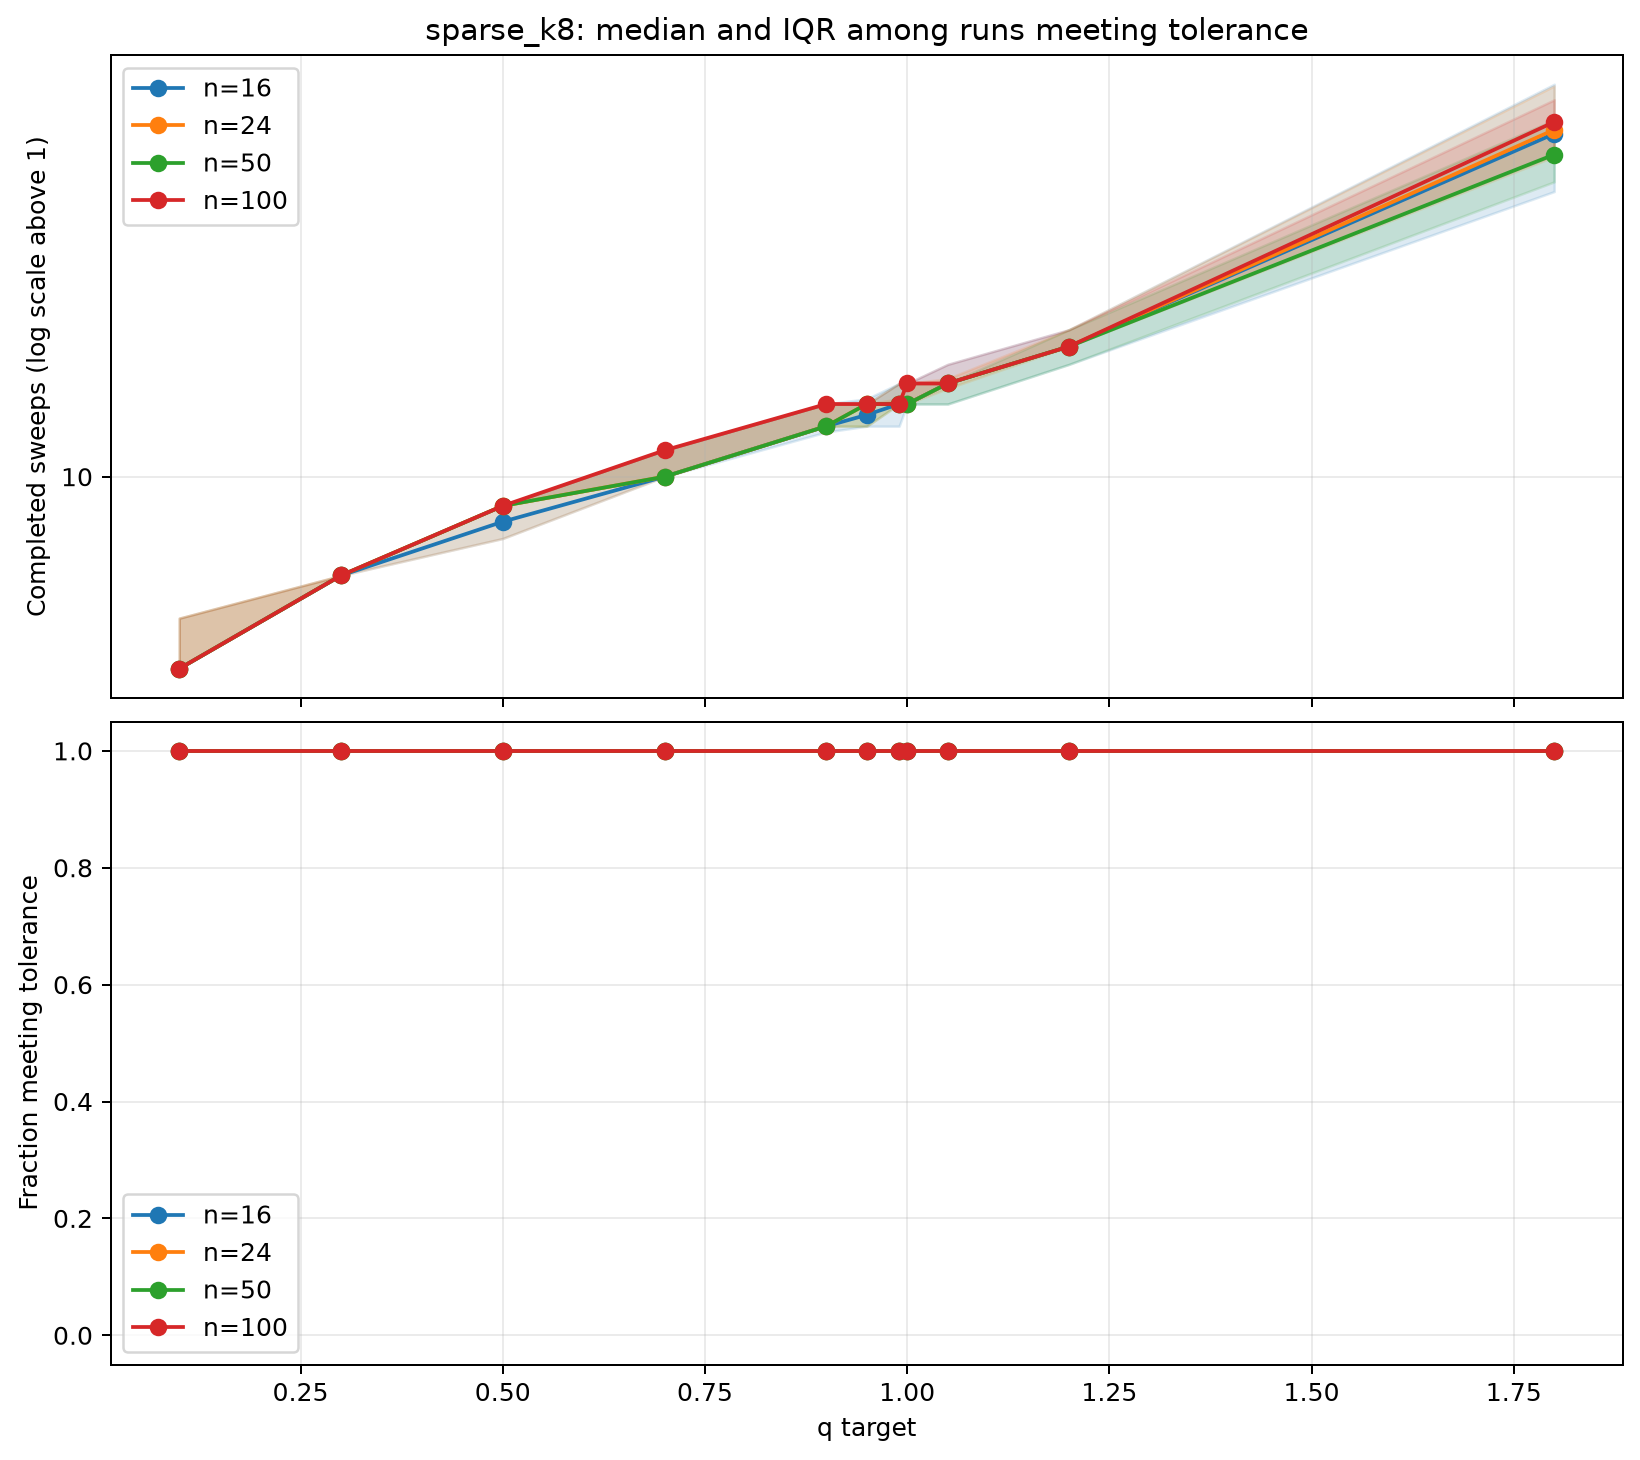 sparse_k8: median and IQR among runs meeting tolerance
Completed sweeps (log scale above 1)
10
n=16
n=24
n=50
n=100
Fraction meeting tolerance
1.0
0.8
0.6
0.4
0.2
0.0
n=16
n=24
n=50
n=100
0.25 0.50 0.75 1.00 1.25 1.50 1.75
q target